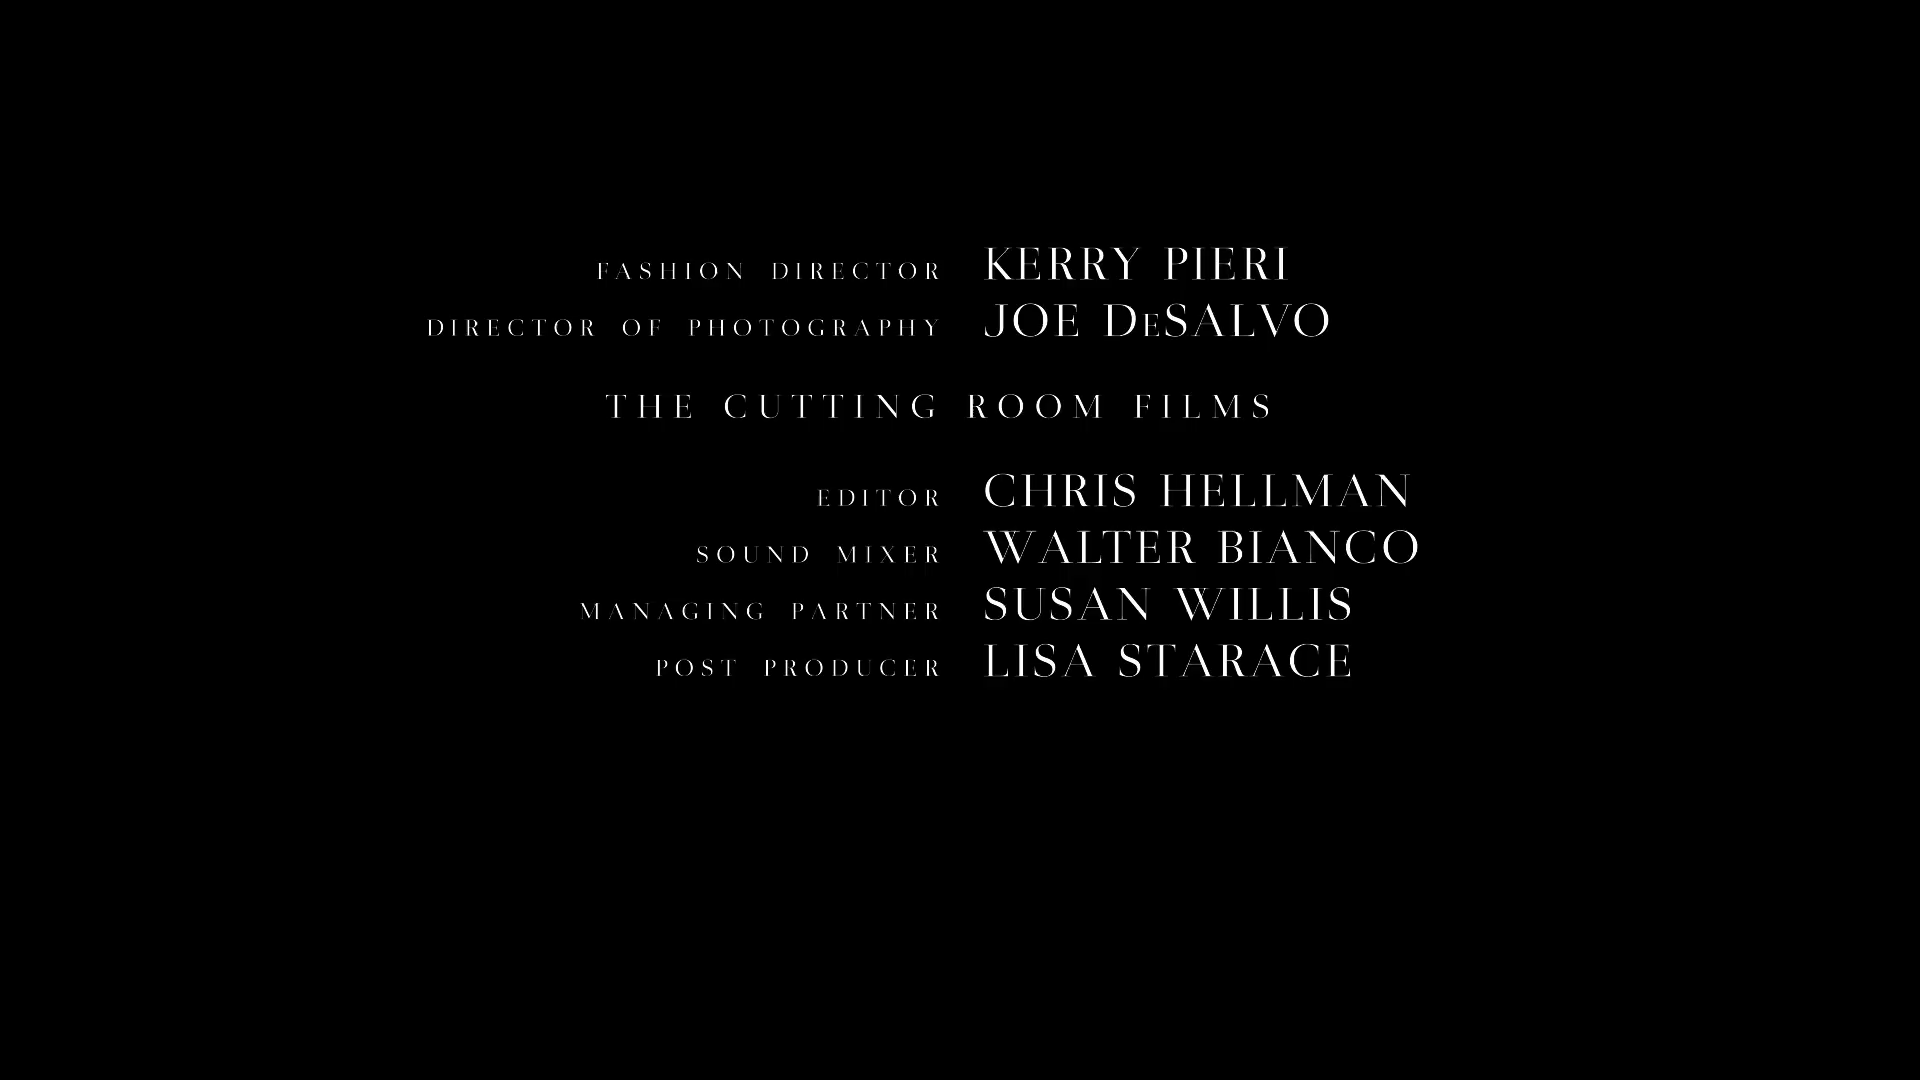 FASHION DIRECTOR KERRY PIERI
DIRECTOR OF PHOTOGRAPHY JOE DeSALVO
THE CUTTING ROOM FILMS
EDITOR CHRIS HELLMAN
SOUND MIXER WALTER BIANCO
MANAGING PARTNER SUSAN WILLIS
POST PRODUCER LISA STARACE